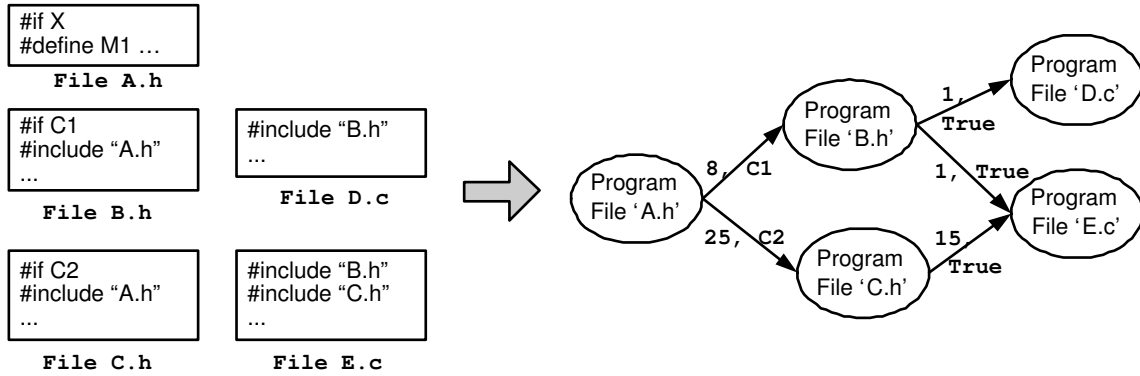 #if X
#define M1 …
File A.h
#if C1
#include “A.h”
...
File B.h
#include “B.h”
...
File D.c
#if C2
#include “A.h”
...
File C.h
#include “B.h”
#include “C.h”
...
File E.c
Program
File ‘A.h’
8, C1
25, C2
Program
File ‘B.h’
Program
File ‘C.h’
1,
True
1, True
15,
True
Program
File ‘D.c’
Program
File ‘E.c’